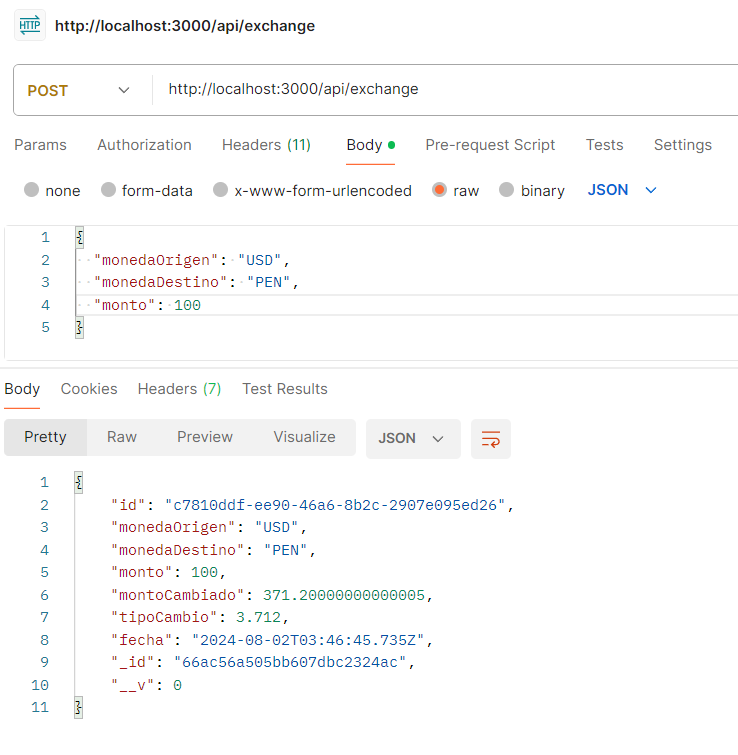 HTTP http://localhost:3000/api/exchange
POST http://localhost:3000/api/exchange
Params Authorization Headers (11) Body Pre-request Script Tests Settings
none form-data x-www-form-urlencoded raw binary JSON
1 {
2 "monedaOrigen": "USD",
3 "monedaDestino": "PEN",
4 "monto": 100
5 }
Body Cookies Headers (7) Test Results
Pretty Raw Preview Visualize JSON
1 {
2 "id": "c7810ddf-ee90-46a6-8b2c-2907e095ed26",
3 "monedaOrigen": "USD",
4 "monedaDestino": "PEN",
5 "monto": 100,
6 "montoCambiado": 371.20000000000005,
7 "tipoCambio": 3.712,
8 "fecha": "2024-08-02T03:46:45.735Z",
9 "_id": "66ac56a505bb607dbc2324ac",
10 "__v": 0
11 }